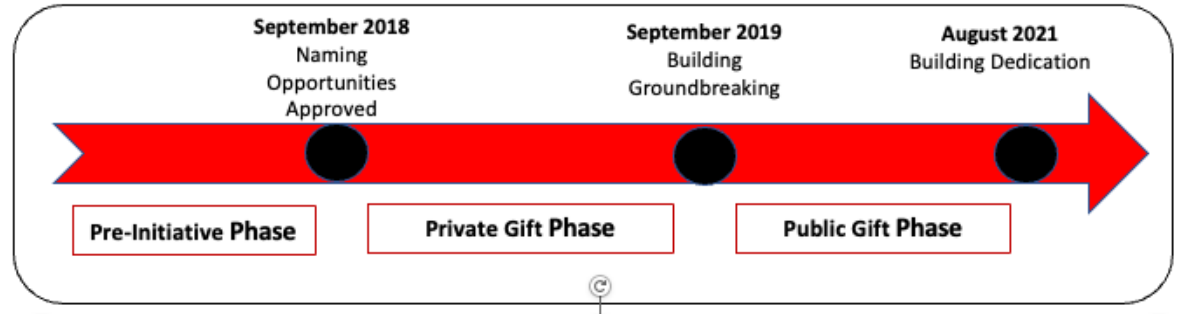 September 2018
Naming
Opportunities
Approved
September 2019
Building
Groundbreaking
August 2021
Building Dedication
Pre-Initiative Phase
Private Gift Phase
Public Gift Phase